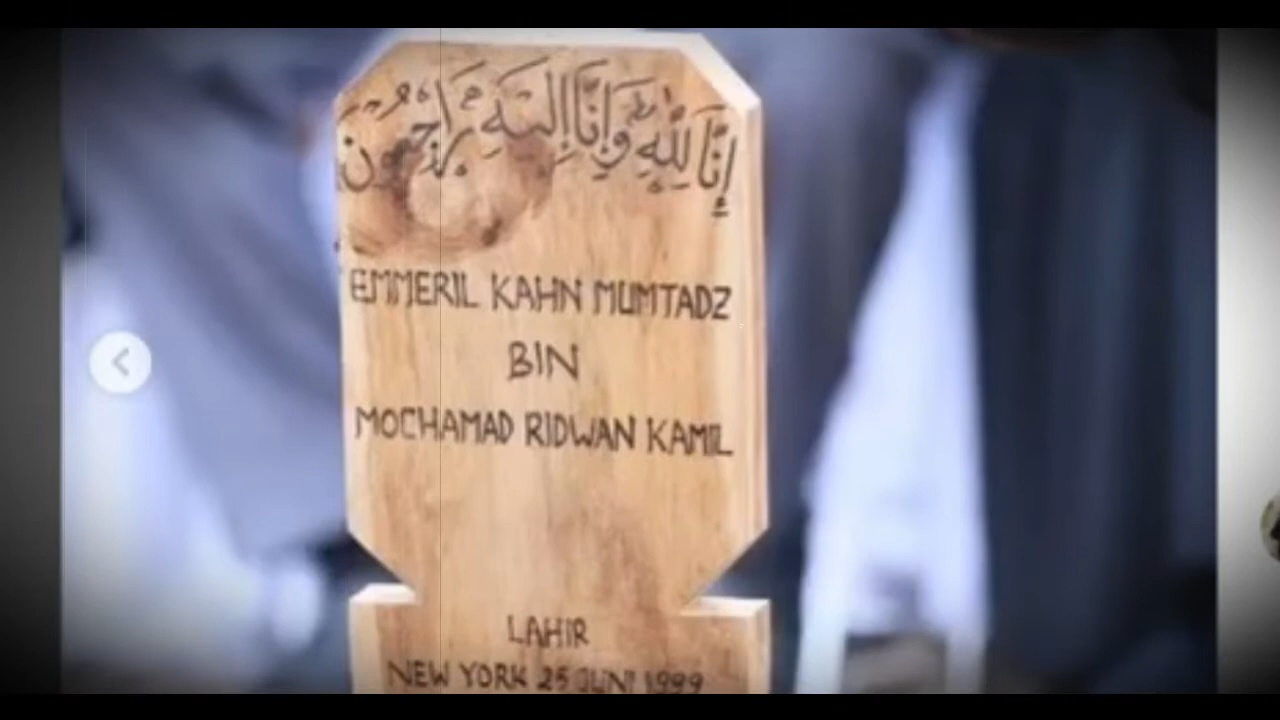 إِنَّا لِلّٰهِ وَإِنَّا إِلَيْهِ رَاجِعُونَ
EMMERIL KAHN MUMTADZ
BIN
MOCHAMAD RIDWAN KAMIL
LAHIR
NEW YORK 25 JUNI 1999